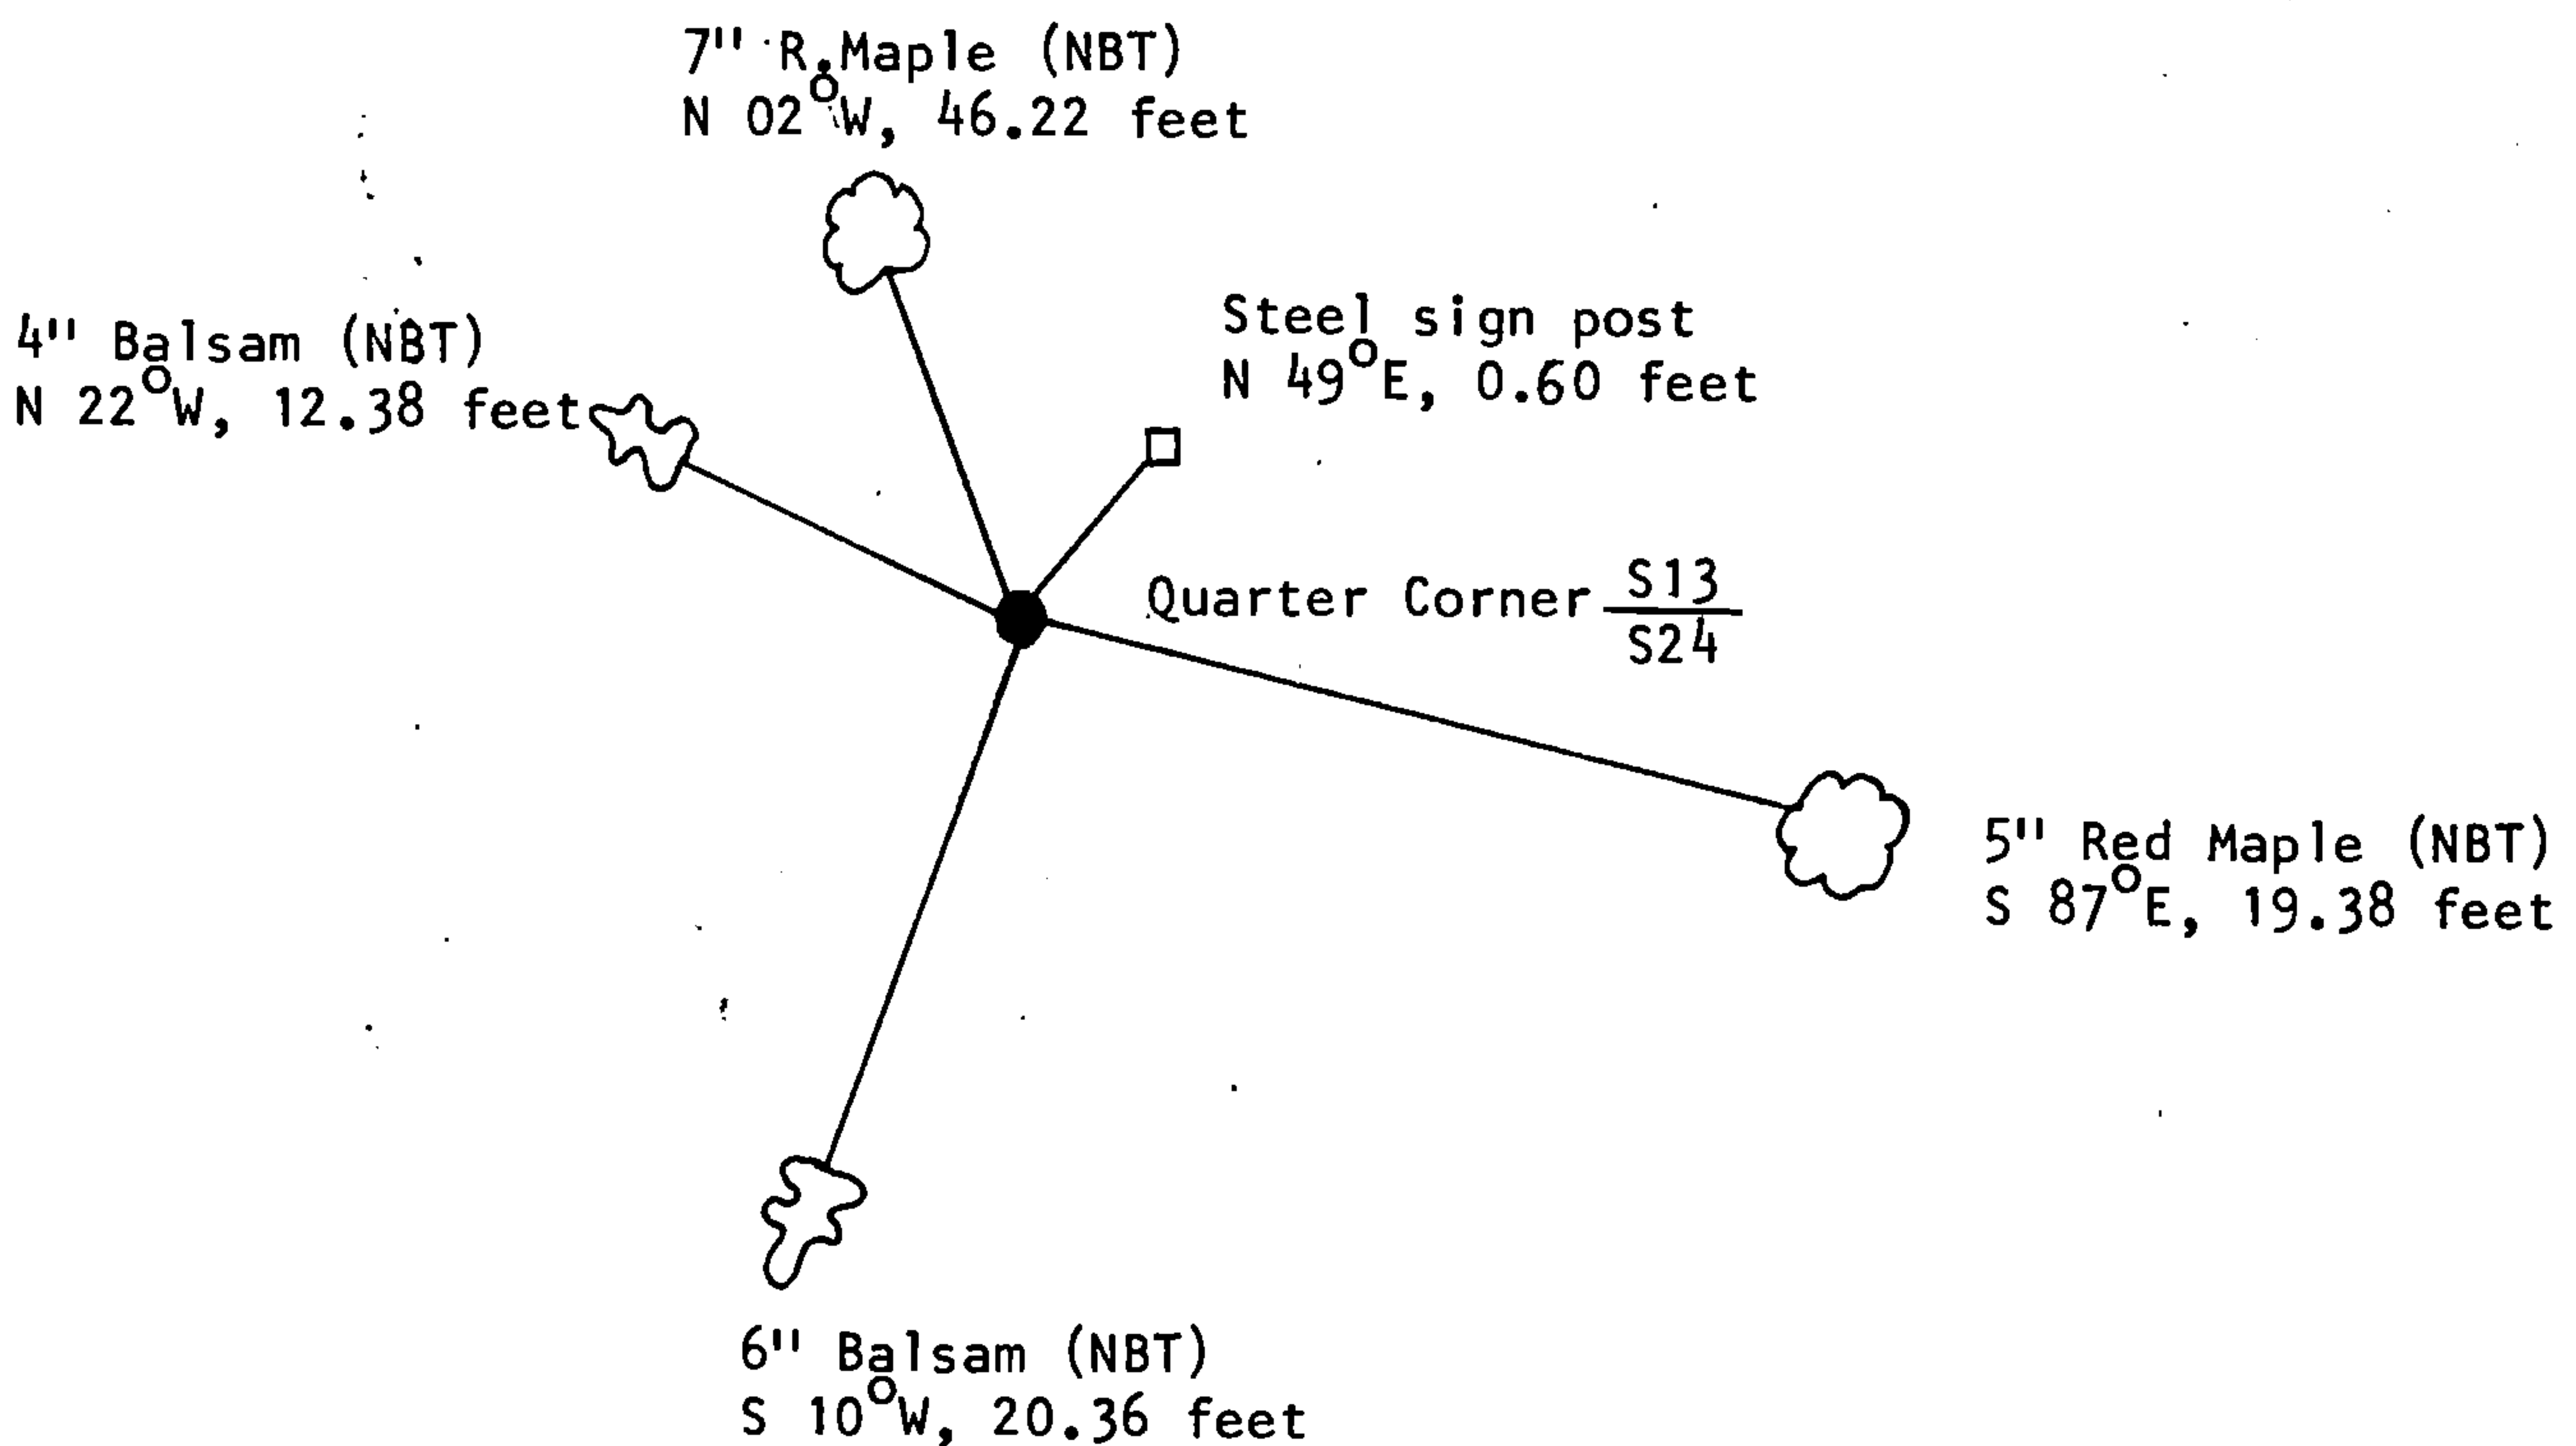 7" R.Maple (NBT)
N 02°W, 46.22 feet
4" Balsam (NBT)
N 22°W, 12.38 feet
Steel sign post
N 49°E, 0.60 feet
Quarter Corner S13
S24
5" Red Maple (NBT)
S 87°E, 19.38 feet
6" Balsam (NBT)
S 10°W, 20.36 feet